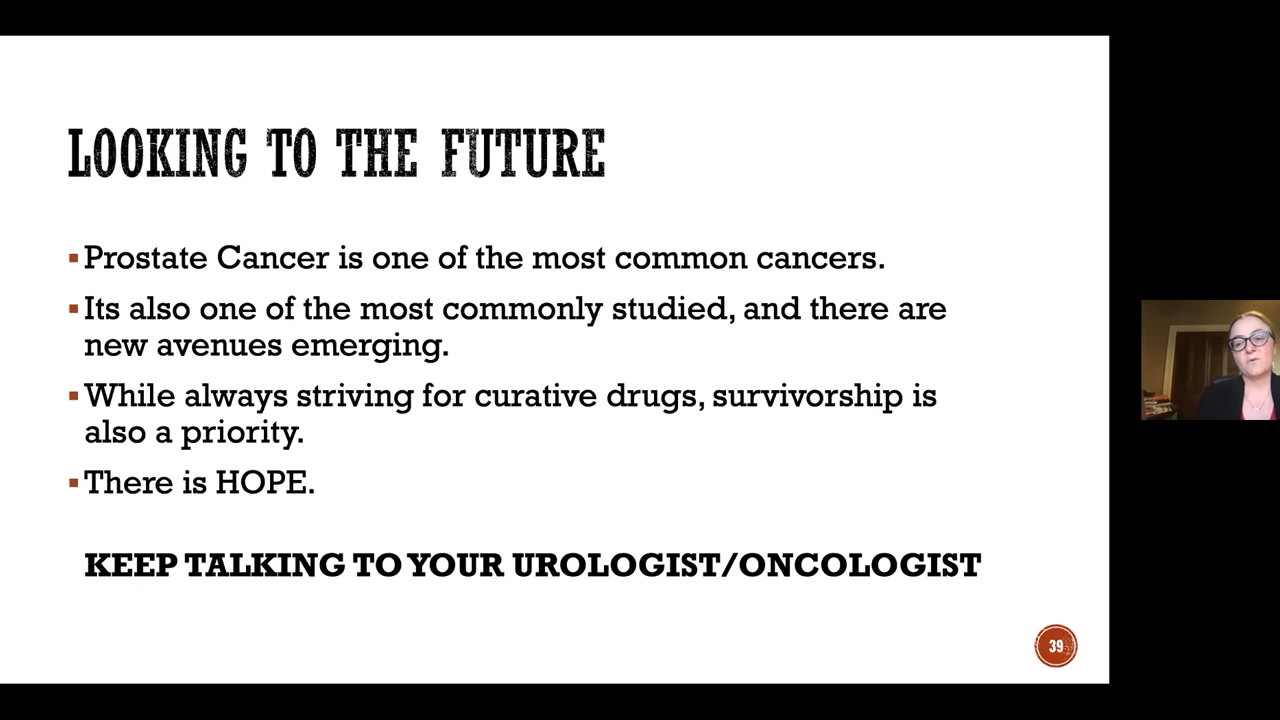 LOOKING TO THE FUTURE
▪Prostate Cancer is one of the most common cancers.
▪Its also one of the most commonly studied, and there are
new avenues emerging.
▪While always striving for curative drugs, survivorship is
also a priority.
▪There is HOPE.
KEEP TALKING TO YOUR UROLOGIST/ONCOLOGIST
39